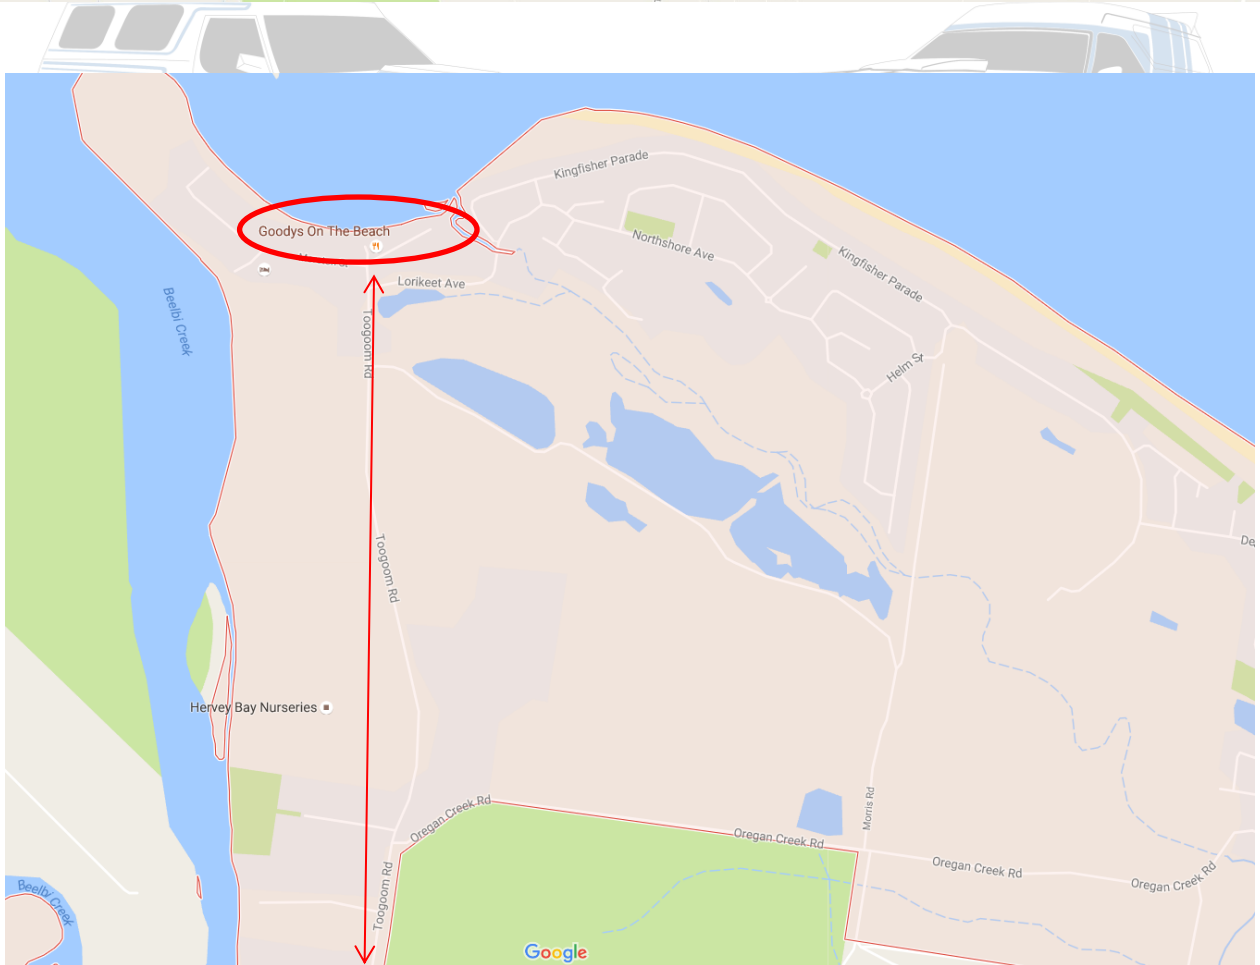 Kingfisher Parade
Goodys On The Beach
Northshore Ave
Kingfisher Parade
Lorikeet Ave
Beelbi Creek
Toogoom Rd
Helm St
Toogoom Rd
Hervey Bay Nurseries
Oregan Creek Rd
Morris Rd
Oregan Creek Rd
Oregan Creek Rd
Oregan Creek Rd
Toogoom Rd
Beelbi Creek
Google